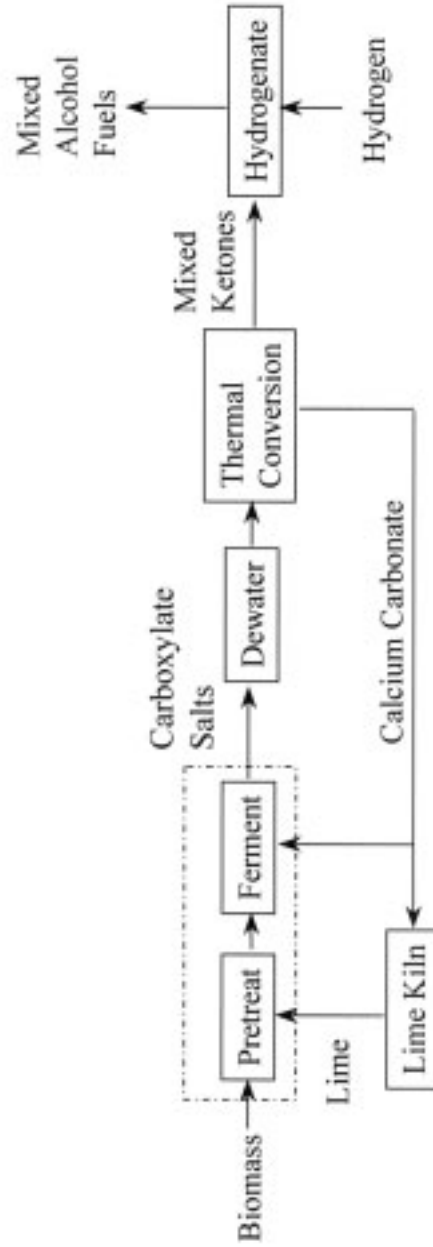 Biomass
Pretreat
Ferment
Carboxylate
Salts
Dewater
Thermal
Conversion
Mixed
Ketones
Hydrogenate
Mixed
Alcohol
Fuels
Hydrogen
Lime
Lime Kiln
Calcium Carbonate